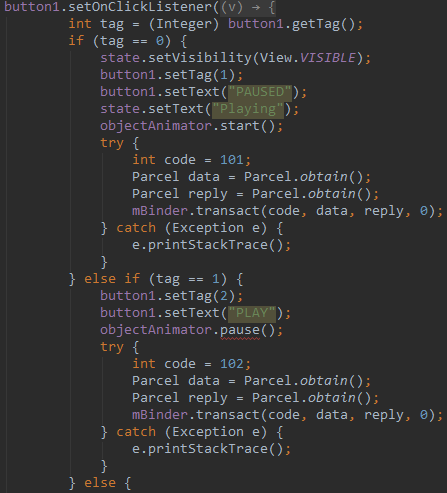 button1.setOnClickListener((v) → {
        int tag = (Integer) button1.getTag();
        if (tag == 0) {
            state.setVisibility(View.VISIBLE);
            button1.setTag(1);
            button1.setText("PAUSED");
            state.setText("Playing");
            objectAnimator.start();
            try {
                int code = 101;
                Parcel data = Parcel.obtain();
                Parcel reply = Parcel.obtain();
                mBinder.transact(code, data, reply, 0);
            } catch (Exception e) {
                e.printStackTrace();
            }
        } else if (tag == 1) {
            button1.setTag(2);
            button1.setText("PLAY");
            objectAnimator.pause();
            try {
                int code = 102;
                Parcel data = Parcel.obtain();
                Parcel reply = Parcel.obtain();
                mBinder.transact(code, data, reply, 0);
            } catch (Exception e) {
                e.printStackTrace();
            }
        } else {